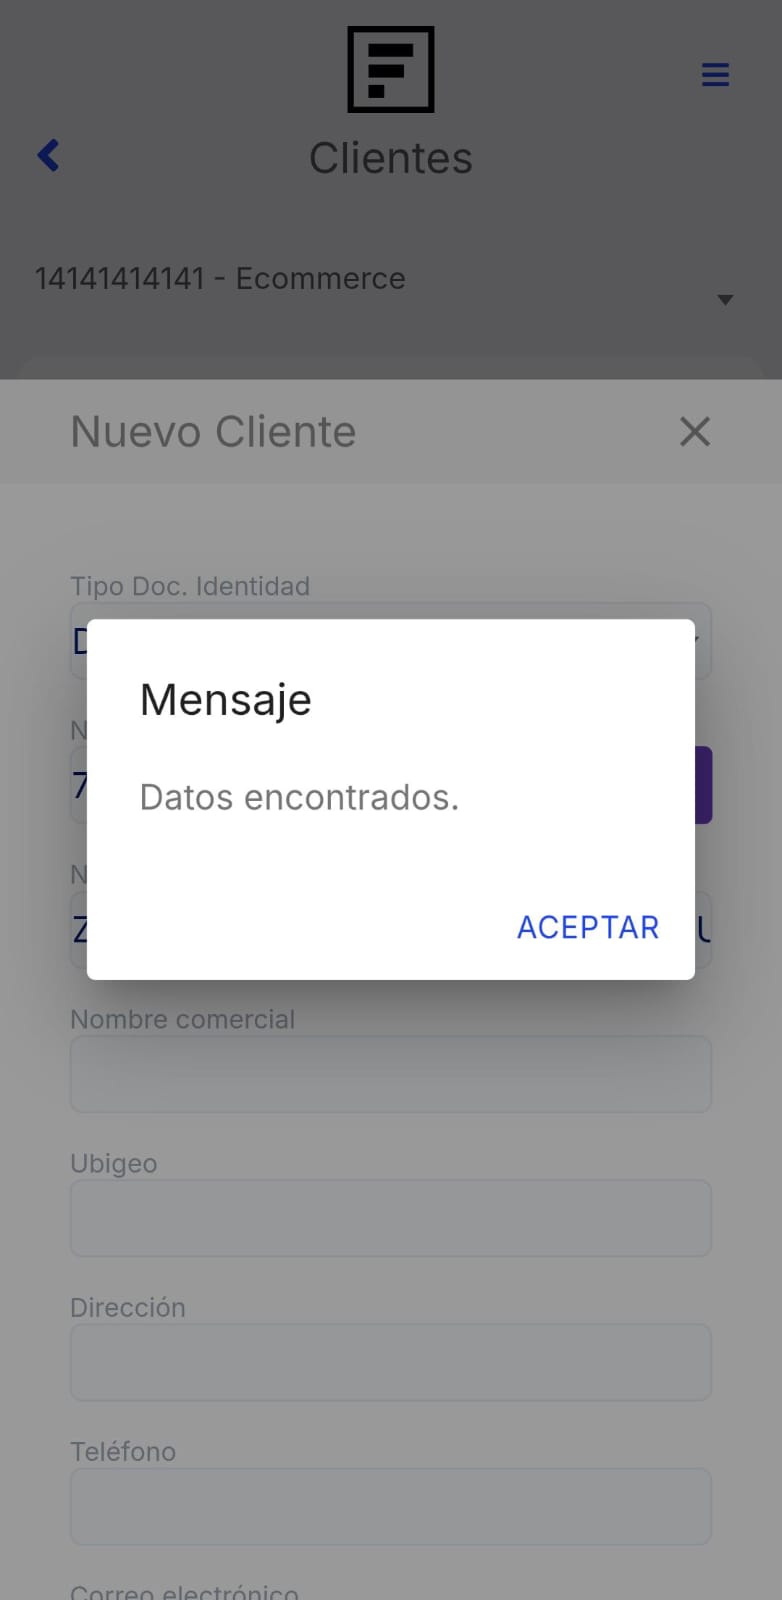 Clientes
14141414141 - Ecommerce
Nuevo Cliente
Tipo Doc. Identidad
Mensaje
Datos encontrados.
ACEPTAR
Nombre comercial
Ubigeo
Dirección
Teléfono
Correo electrónico